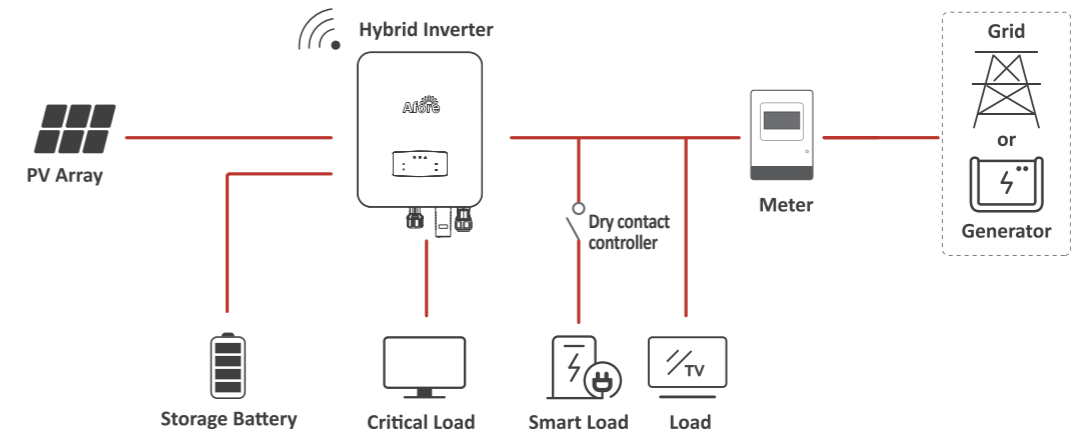 Hybrid Inverter
Grid
Afore
PV Array
or
Meter
Dry contact
controller
Generator
TV
Storage Battery
Critical Load
Smart Load
Load